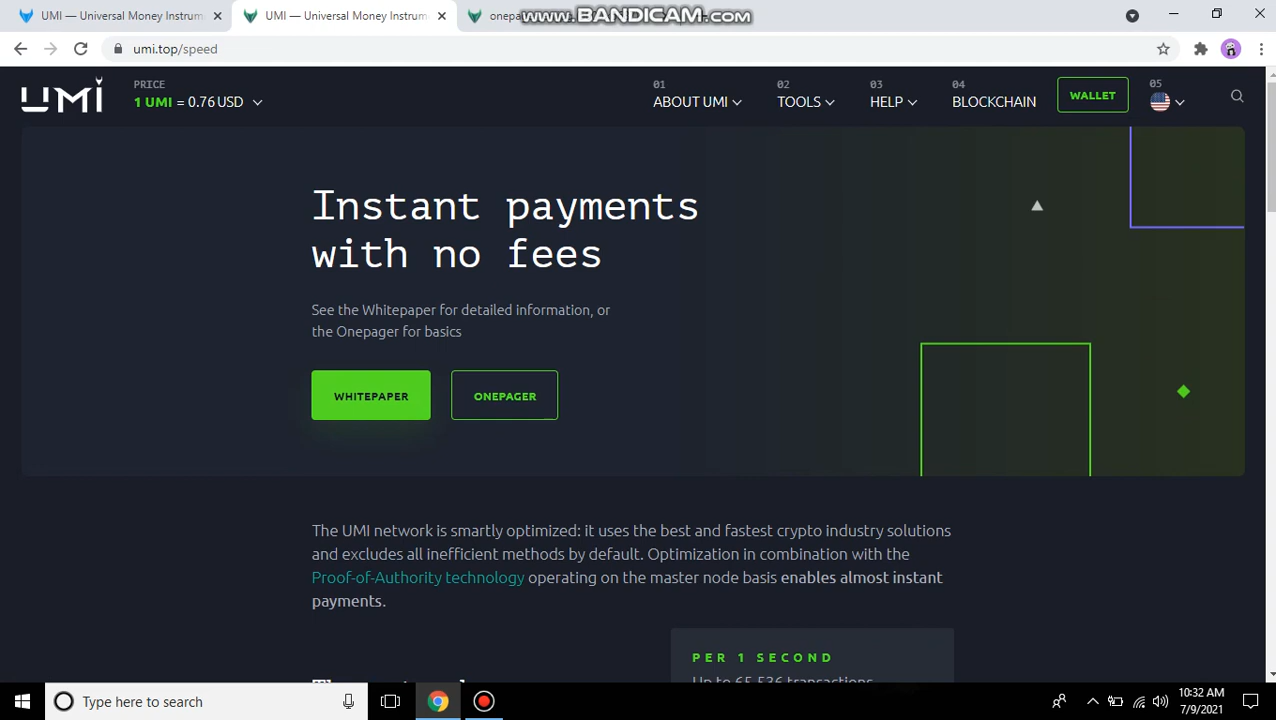 UMI — Universal Money Instrum
UMI — Universal Money Instrum
onepa
WWW.BANDICAM.COM
umi.top/speed
UMI
PRICE
1 UMI = 0.76 USD
01
ABOUT UMI
02
TOOLS
03
HELP
04
BLOCKCHAIN
WALLET
05
Instant payments
with no fees
See the Whitepaper for detailed information, or
the Onepager for basics
WHITEPAPER
ONEPAGER
The UMI network is smartly optimized: it uses the best and fastest crypto industry solutions
and excludes all inefficient methods by default. Optimization in combination with the
Proof-of-Authority technology operating on the master node basis enables almost instant
payments.
PER 1 SECOND
Up to 65,536 transactions
Type here to search
10:32 AM
7/9/2021